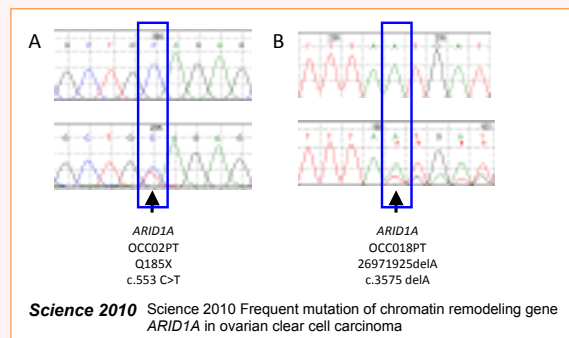 A
B
ARID1A
OCC02PT
Q185X
c.553 C>T
ARID1A
OCC018PT
26971925delA
c.3575 delA
Science 2010 Science 2010 Frequent mutation of chromatin remodeling gene
ARID1A in ovarian clear cell carcinoma